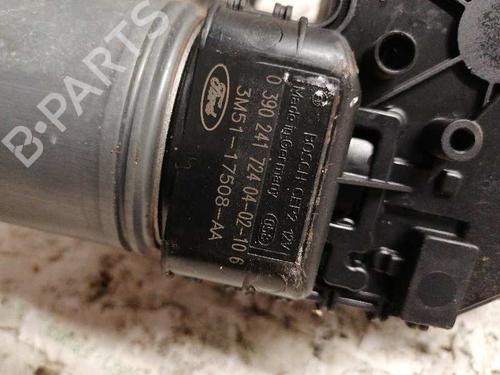 B-PARTS
Ford
BOSCH CEP2 12V
Made in Germany
0 390 241 724 04-02-10 6
3M51-17508-AA